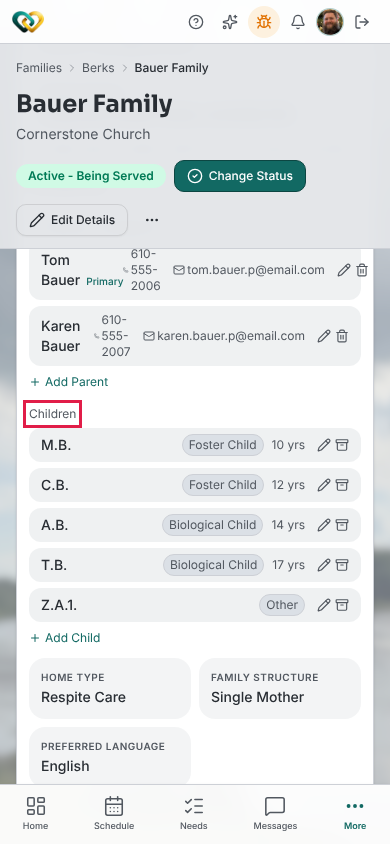 Families > Berks > Bauer Family
Bauer Family
Cornerstone Church
Active - Being Served
Change Status
Edit Details
Tom Bauer Primary 610-555-2006 tom.bauer.p@email.com
Karen Bauer 610-555-2007 karen.bauer.p@email.com
+ Add Parent
Children
M.B. Foster Child 10 yrs
C.B. Foster Child 12 yrs
A.B. Biological Child 14 yrs
T.B. Biological Child 17 yrs
Z.A.1. Other
+ Add Child
HOME TYPE
Respite Care
FAMILY STRUCTURE
Single Mother
PREFERRED LANGUAGE
English
Home Schedule Needs Messages More